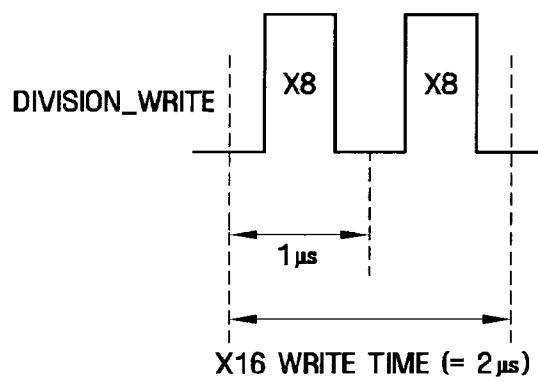 X8 X8
DIVISION_WRITE
1㎲
X16 WRITE TIME (= 2㎲)